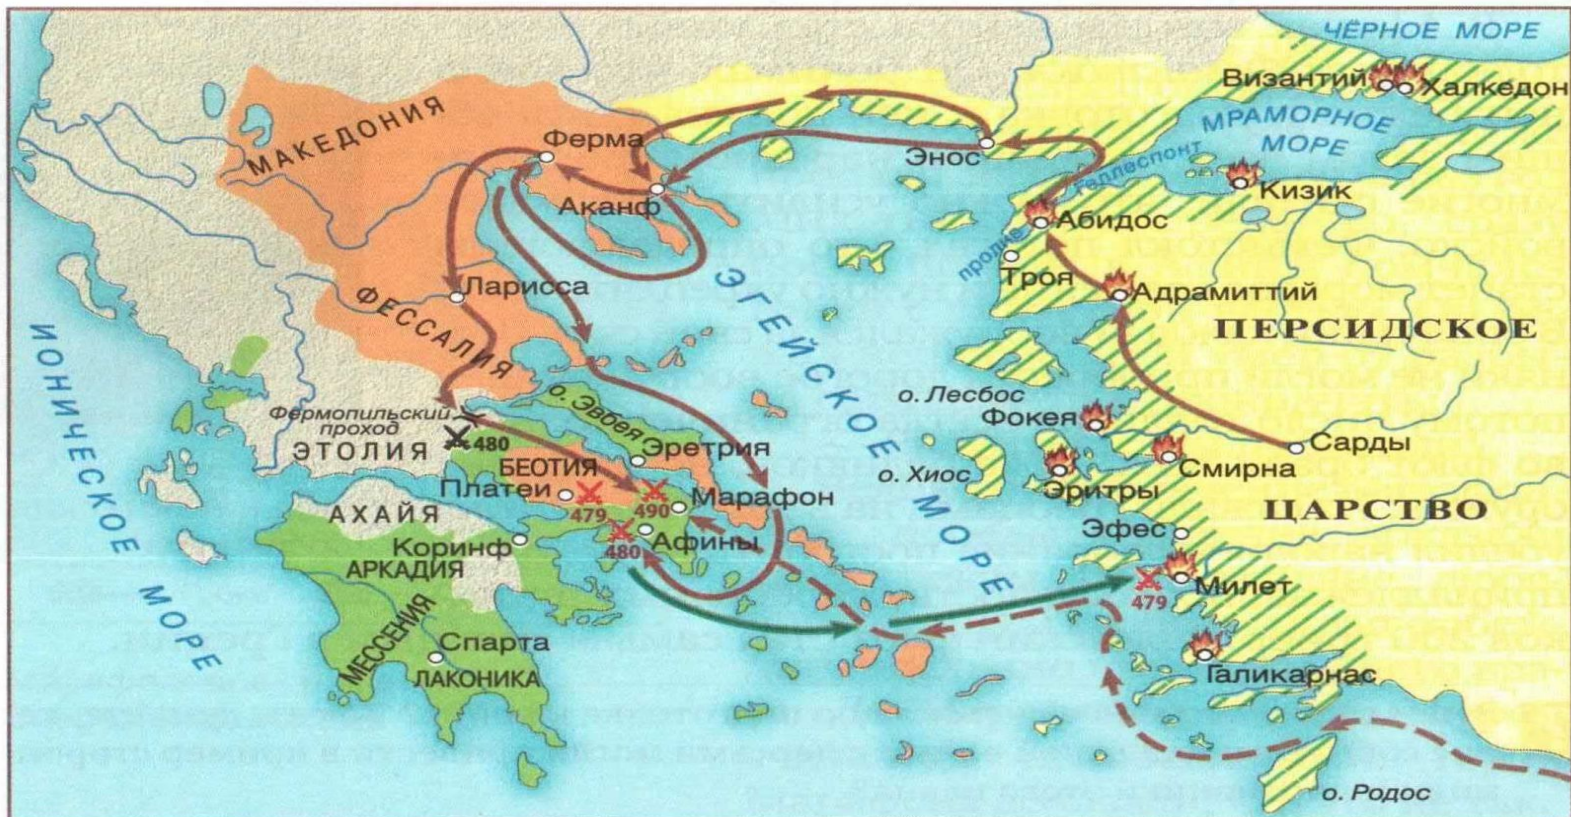 ЧЁРНОЕ МОРЕ
Византий
Халкедон
МРАМОРНОЕ
МОРЕ
МАКЕДОНИЯ
Ферма
Энос
Геллеспонт
пролив
Кизик
Аканф
Абидос
Троя
ЭГЕЙСКОЕ МОРЕ
Адрамиттий
Ларисса
ФЕССАЛИЯ
ПЕРСИДСКОЕ
ЦАРСТВО
ИОНИЧЕСКОЕ МОРЕ
о. Лесбос
Фокея
Фермопильский
проход
480
о. Эвбея
ЭТОЛИЯ
Эретрия
Сарды
Смирна
о. Хиос
Эритры
БЕОТИЯ
Платеи
479
490
Марафон
АХАЙЯ
Эфес
Коринф
480
Афины
АРКАДИЯ
Милет
479
МЕССЕНИЯ
Спарта
ЛАКОНИКА
Галикарнас
о. Родос